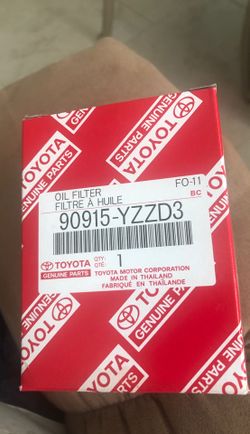 TOYOTA
GENUINE PARTS
OIL FILTER
FILTRE À HUILE
FO-11
BC
90915-YZZD3
TOYOTA
GENUINE PARTS
QTY:
QTE:
1
TOYOTA MOTOR CORPORATION
MADE IN THAILAND
FABRIQUÉ EN THAÏLANDE
TOYOTA
GENUINE PARTS